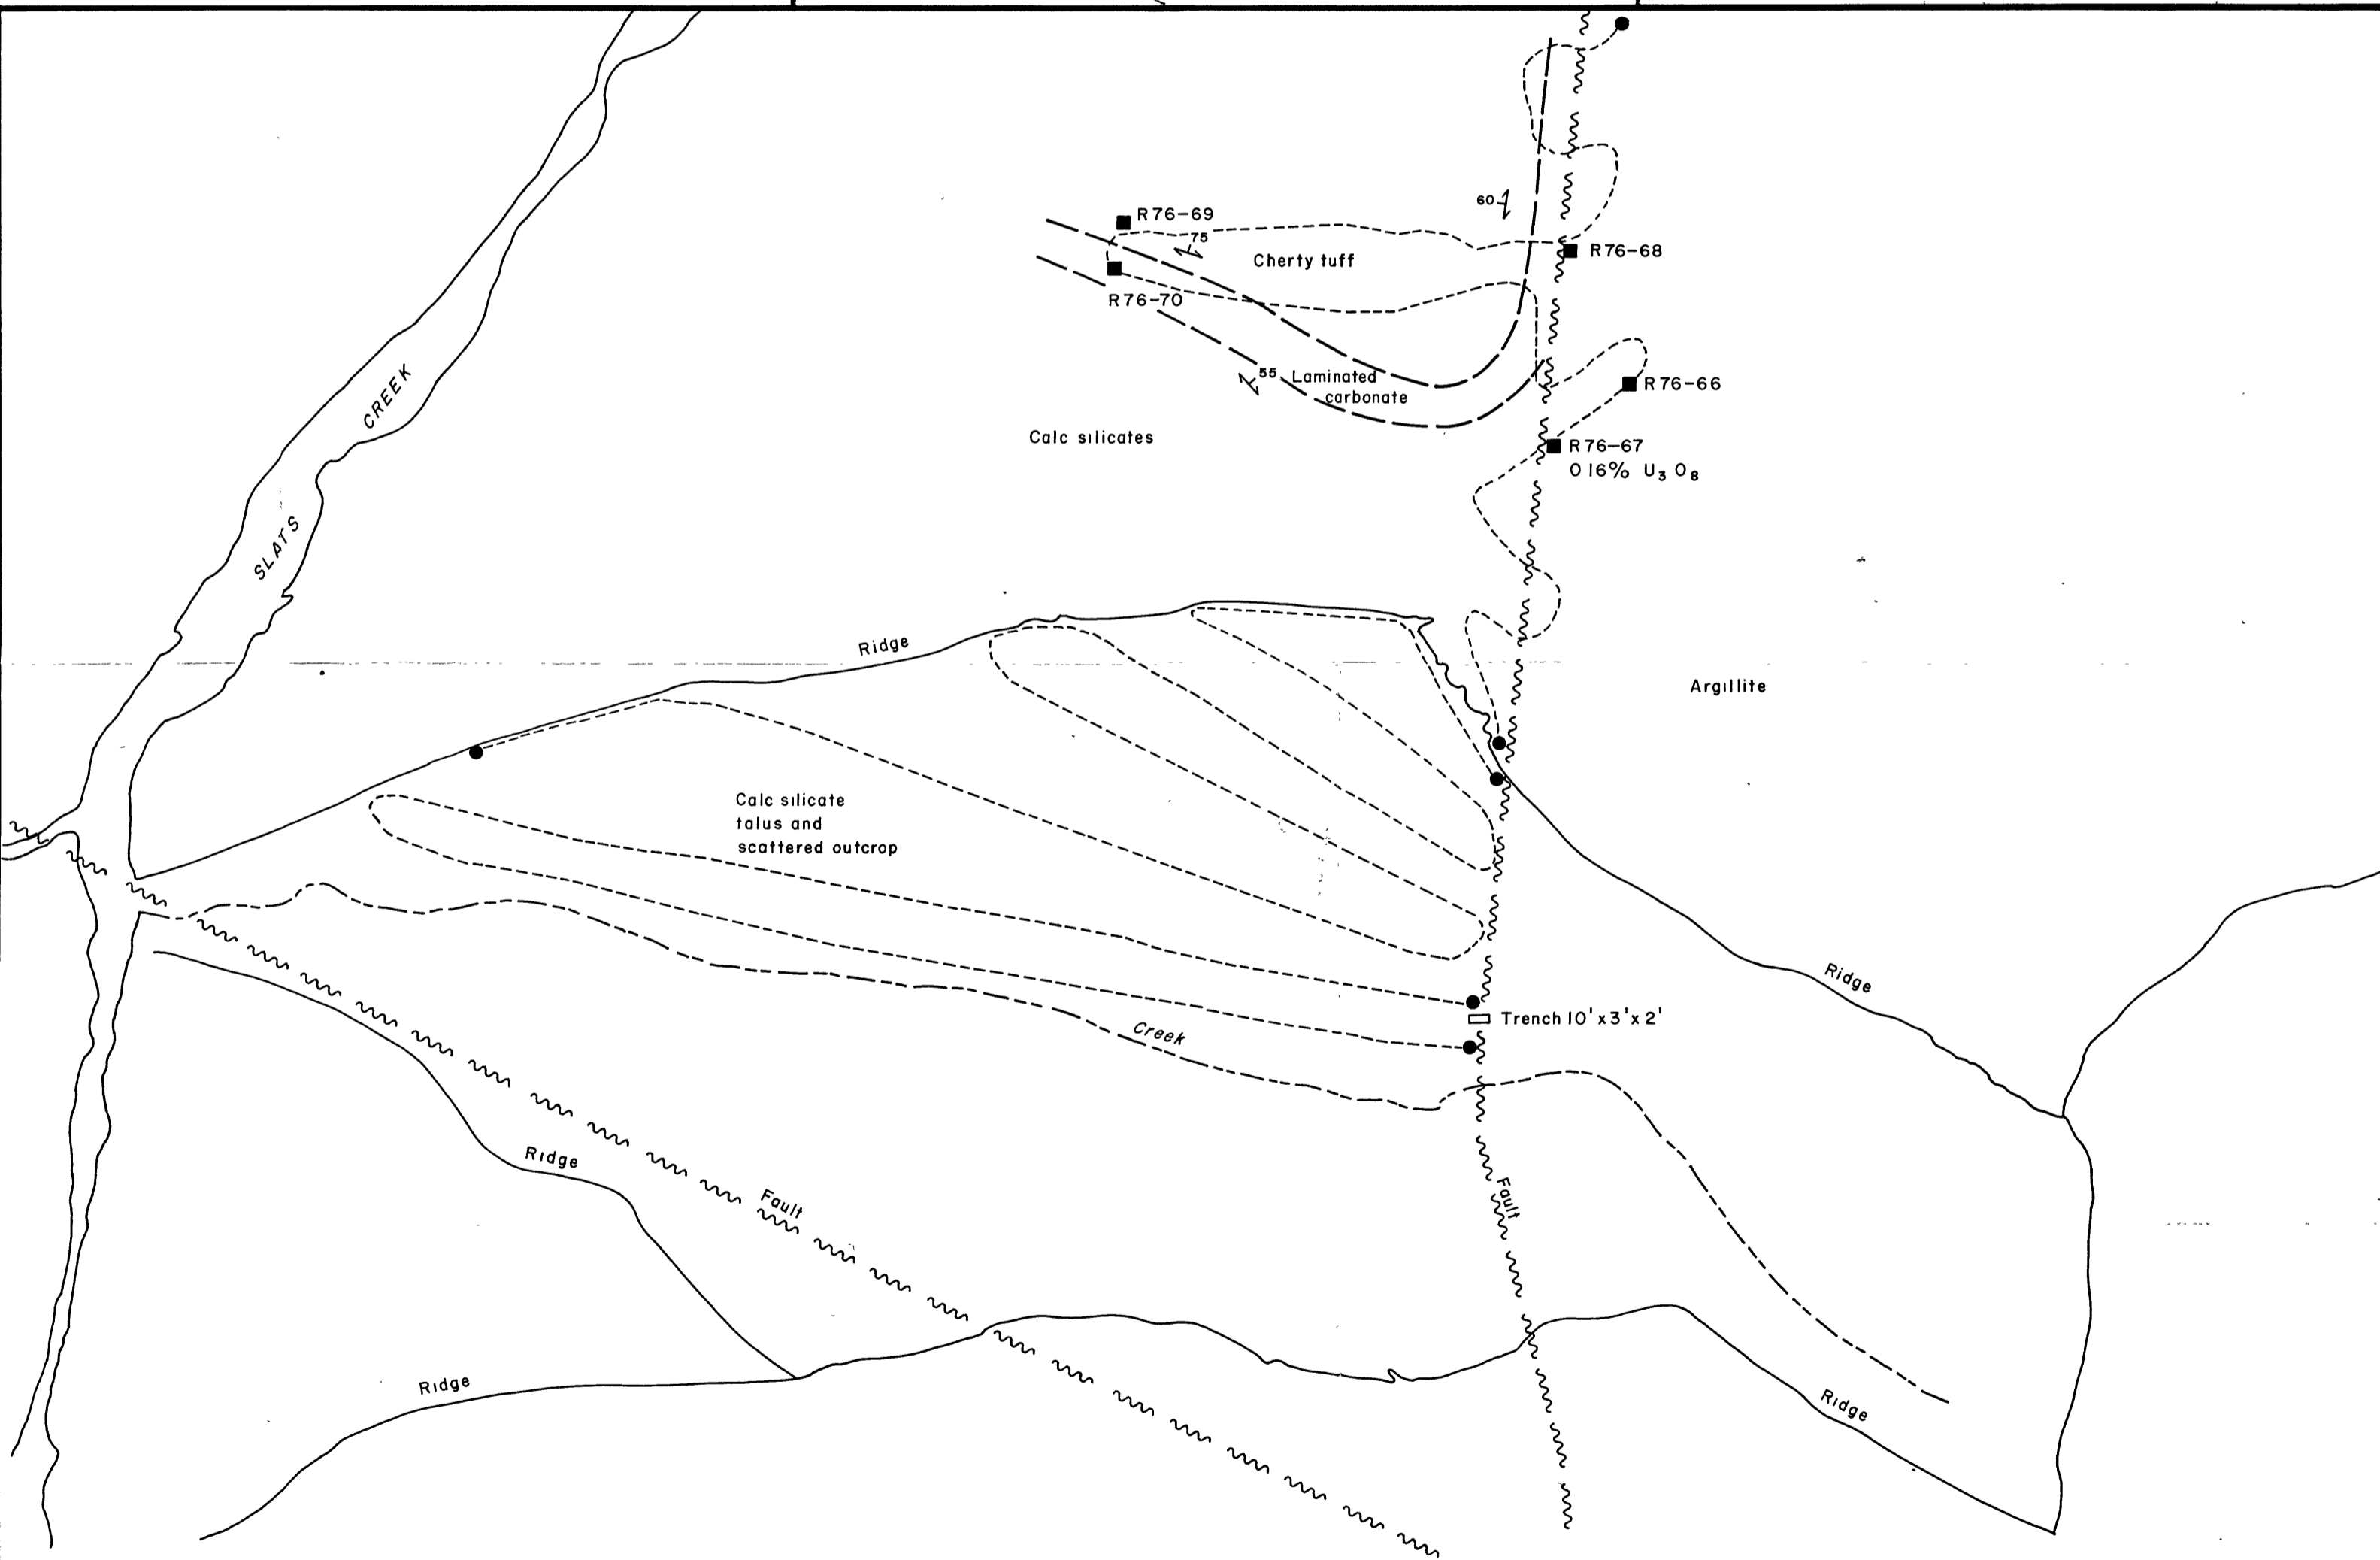 R76-69
60
75
Cherty tuff
R76-68
R76-70
55
Laminated
carbonate
R76-66
SLATS CREEK
Calc silicates
R76-67
016% U₃O₈
Ridge
Argillite
Calc silicate
talus and
scattered outcrop
Ridge
Trench 10'x3'x2'
Creek
Ridge
Fault
Fault
Ridge
Ridge